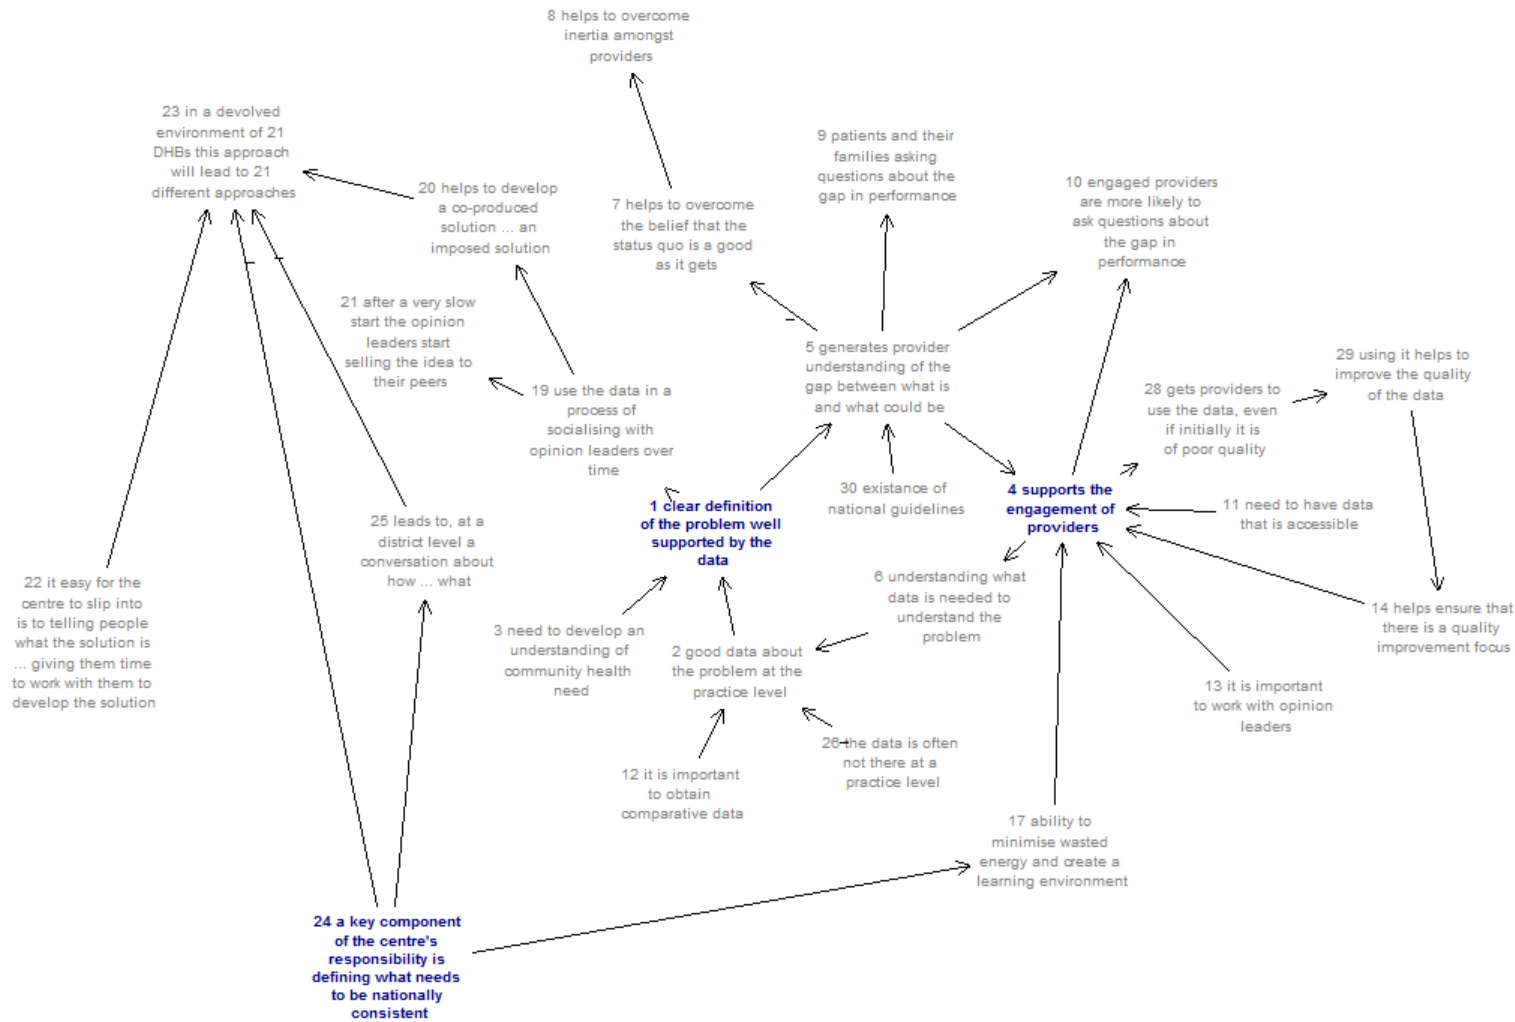 8 helps to overcome
inertia amongst
providers
23 in a devolved
environment of 21
DHBs this approach
will lead to 21
different approaches
9 patients and their
families asking
questions about the
gap in performance
20 helps to develop
a co-produced
solution ... an
imposed solution
7 helps to overcome
the belief that the
status quo is a good
as it gets
10 engaged providers
are more likely to
ask questions about
the gap in
performance
21 after a very slow
start the opinion
leaders start
selling the idea to
their peers
5 generates provider
understanding of the
gap between what is
and what could be
29 using it helps to
improve the quality
of the data
19 use the data in a
process of
socialising with
opinion leaders over
time
28 gets providers to
use the data, even
if initially it is
of poor quality
30 existance of
national guidelines
4 supports the
engagement of
providers
1 clear definition
of the problem well
supported by the
data
11 need to have data
that is accessible
25 leads to, at a
district level a
conversation about
how ... what
22 it easy for the
centre to slip into
is to telling people
what the solution is
... giving them time
to work with them to
develop the solution
6 understanding what
data is needed to
understand the
problem
3 need to develop an
understanding of
community health
need
2 good data about
the problem at the
practice level
14 helps ensure that
there is a quality
improvement focus
13 it is important
to work with opinion
leaders
26 the data is often
not there at a
practice level
12 it is important
to obtain
comparative data
17 ability to
minimise wasted
energy and create a
learning environment
24 a key component
of the centre's
responsibility is
defining what needs
to be nationally
consistent